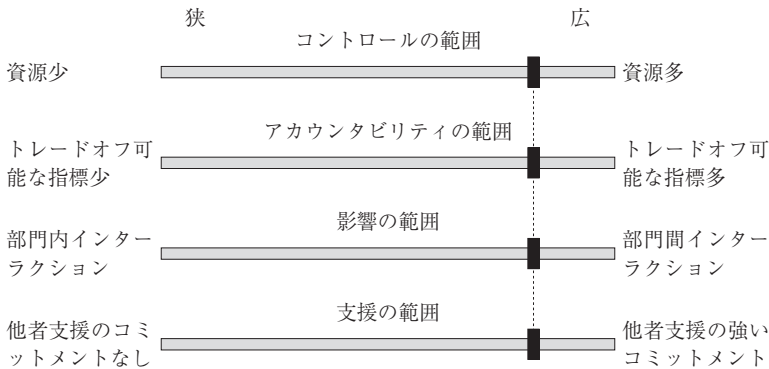 狭
広
コントロールの範囲
資源少
資源多
アカウンタビリティの範囲
トレードオフ可
能な指標少
トレードオフ可
能な指標多
影響の範囲
部門内インター
ラクション
部門間インター
ラクション
支援の範囲
他者支援のコミ
ットメントなし
他者支援の強い
コミットメント